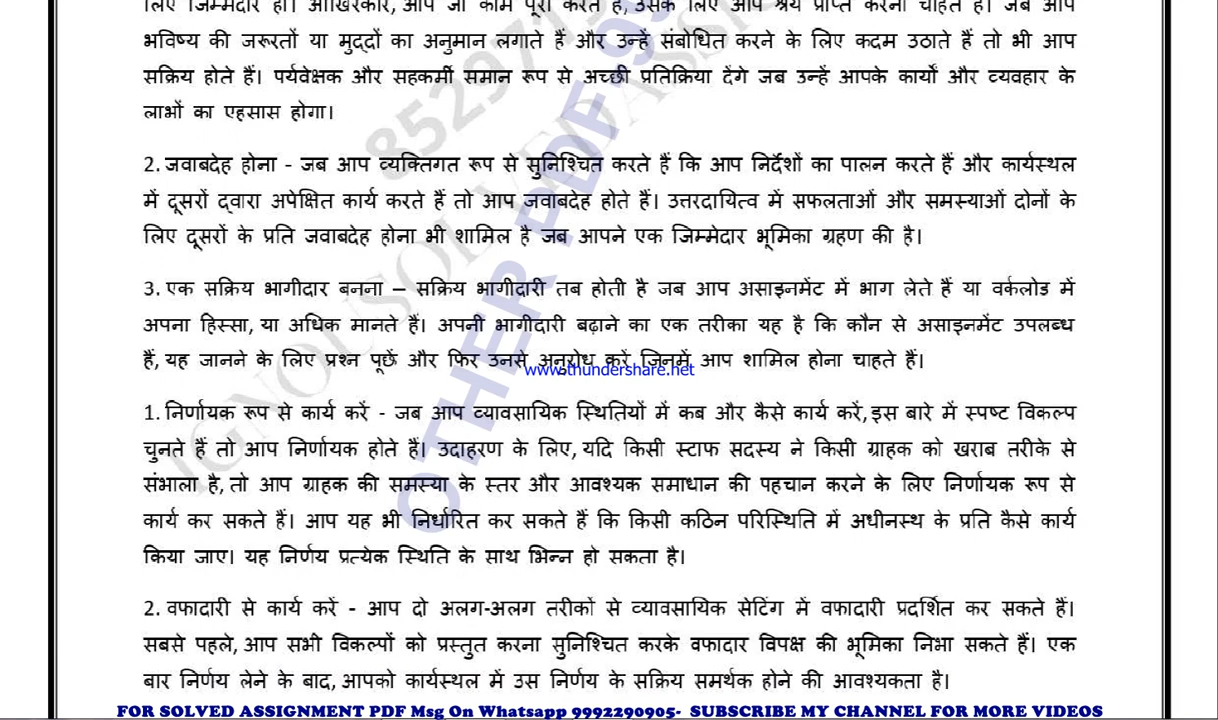 लिए जिम्मेदार हों। आखिरकार, आप जो काम पूरा करते हैं, उसके लिए आप श्रेय प्राप्त करना चाहते हैं। जब आप
भविष्य की जरूरतों या मुद्दों का अनुमान लगाते हैं और उन्हें संबोधित करने के लिए कदम उठाते हैं तो भी आप
सक्रिय होते हैं। पर्यवेक्षक और सहकर्मी समान रूप से अच्छी प्रतिक्रिया देंगे जब उन्हें आपके कार्यों और व्यवहार के
लाभों का एहसास होगा।
2. जवाबदेह होना - जब आप व्यक्तिगत रूप से सुनिश्चित करते हैं कि आप निर्देशों का पालन करते हैं और कार्यस्थल
में दूसरों द्वारा अपेक्षित कार्य करते हैं तो आप जवाबदेह होते हैं। उत्तरदायित्व में सफलताओं और समस्याओं दोनों के
लिए दूसरों के प्रति जवाबदेह होना भी शामिल है जब आपने एक जिम्मेदार भूमिका ग्रहण की है।
3. एक सक्रिय भागीदार बनना – सक्रिय भागीदारी तब होती है जब आप असाइनमेंट में भाग लेते हैं या वर्कलोड में
अपना हिस्सा, या अधिक मानते हैं। अपनी भागीदारी बढ़ाने का एक तरीका यह है कि कौन से असाइनमेंट उपलब्ध
हैं, यह जानने के लिए प्रश्न पूछें और फिर उनसे अनुरोध करें जिनमें आप शामिल होना चाहते हैं।
www.thundershare.net
1. निर्णायक रूप से कार्य करें - जब आप व्यावसायिक स्थितियों में कब और कैसे कार्य करें, इस बारे में स्पष्ट विकल्प
चुनते हैं तो आप निर्णायक होते हैं। उदाहरण के लिए, यदि किसी स्टाफ सदस्य ने किसी ग्राहक को खराब तरीके से
संभाला है, तो आप ग्राहक की समस्या के स्तर और आवश्यक समाधान की पहचान करने के लिए निर्णायक रूप से
कार्य कर सकते हैं। आप यह भी निर्धारित कर सकते हैं कि किसी कठिन परिस्थिति में अधीनस्थ के प्रति कैसे कार्य
किया जाए। यह निर्णय प्रत्येक स्थिति के साथ भिन्न हो सकता है।
2. वफादारी से कार्य करें - आप दो अलग-अलग तरीकों से व्यावसायिक सेटिंग में वफादारी प्रदर्शित कर सकते हैं।
सबसे पहले, आप सभी विकल्पों को प्रस्तुत करना सुनिश्चित करके वफादार विपक्ष की भूमिका निभा सकते हैं। एक
बार निर्णय लेने के बाद, आपको कार्यस्थल में उस निर्णय के सक्रिय समर्थक होने की आवश्यकता है।
FOR SOLVED ASSIGNMENT PDF Msg On Whatsapp 9992290905- SUBSCRIBE MY CHANNEL FOR MORE VIDEOS
OTHER PDF